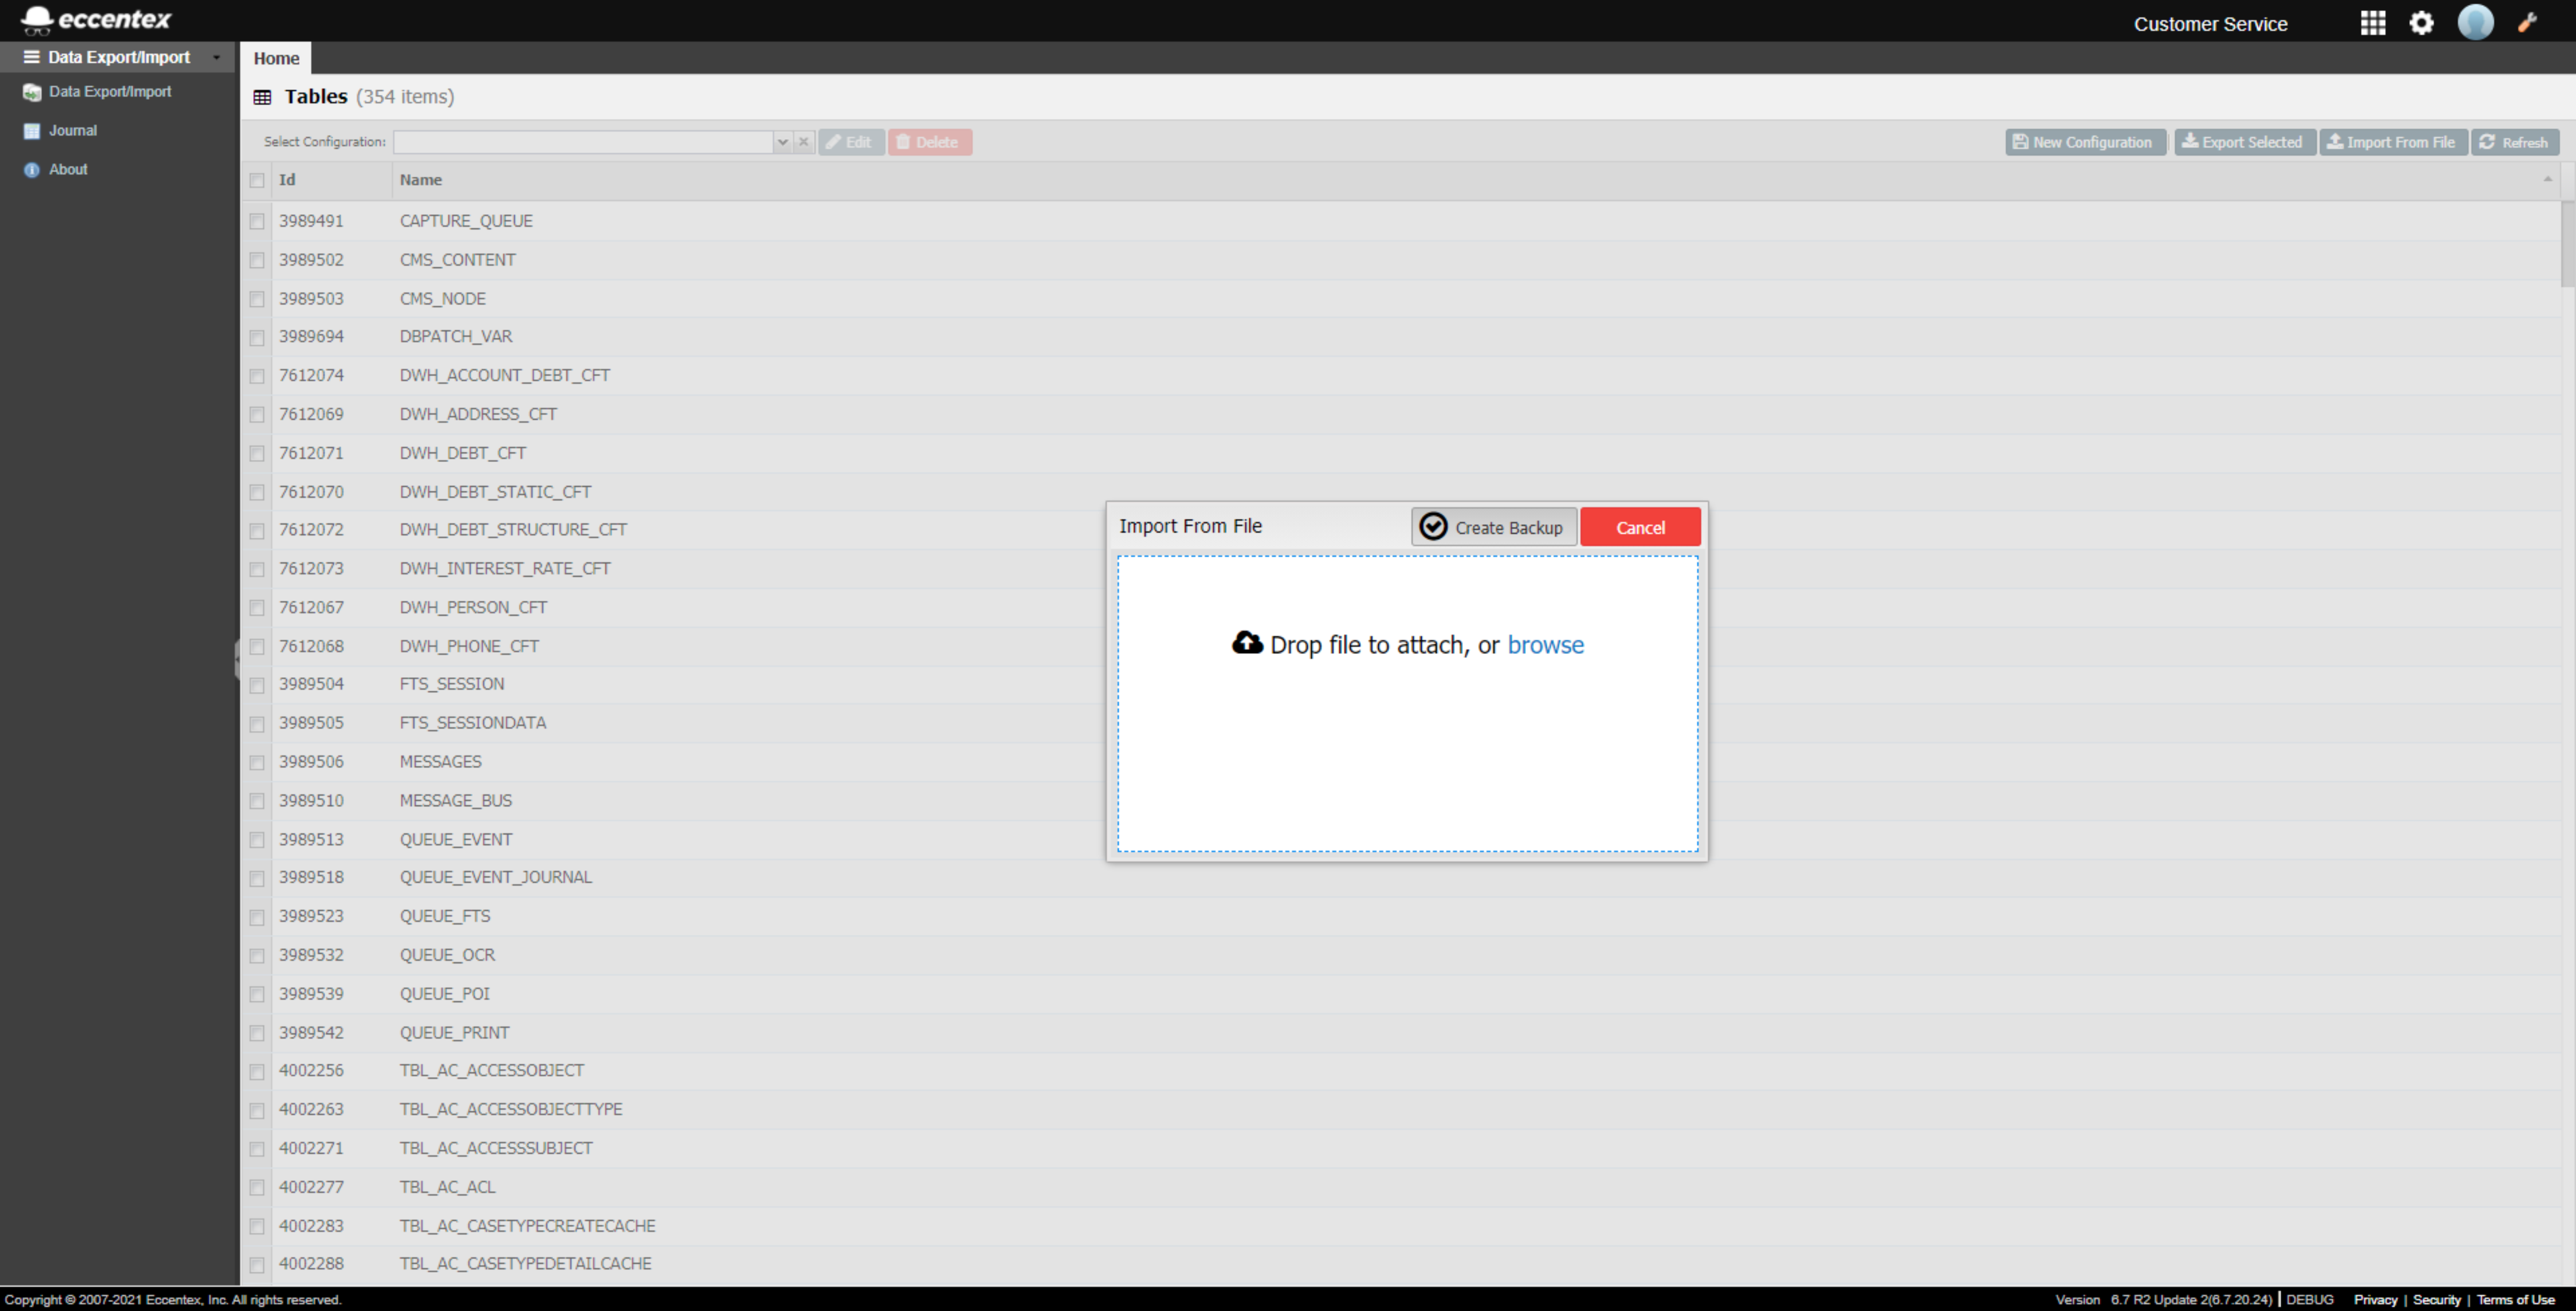 eccentex
Customer Service
Data Export/Import
Home
Data Export/Import
Journal
About
Tables (354 items)
Select Configuration:
Edit
Delete
New Configuration
Export Selected
Import From File
Refresh
Id Name
3989491 CAPTURE_QUEUE
3989502 CMS_CONTENT
3989503 CMS_NODE
3989694 DBPATCH_VAR
7612074 DWH_ACCOUNT_DEBT_CFT
7612069 DWH_ADDRESS_CFT
7612071 DWH_DEBT_CFT
7612070 DWH_DEBT_STATIC_CFT
7612072 DWH_DEBT_STRUCTURE_CFT
7612073 DWH_INTEREST_RATE_CFT
7612067 DWH_PERSON_CFT
7612068 DWH_PHONE_CFT
3989504 FTS_SESSION
3989505 FTS_SESSIONDATA
3989506 MESSAGES
3989510 MESSAGE_BUS
3989513 QUEUE_EVENT
3989518 QUEUE_EVENT_JOURNAL
3989523 QUEUE_FTS
3989532 QUEUE_OCR
3989539 QUEUE_POI
3989542 QUEUE_PRINT
4002256 TBL_AC_ACCESSOBJECT
4002263 TBL_AC_ACCESSOBJECTTYPE
4002271 TBL_AC_ACCESSSUBJECT
4002277 TBL_AC_ACL
4002283 TBL_AC_CASETYPECREATECACHE
4002288 TBL_AC_CASETYPEDETAILCACHE
Import From File
Create Backup
Cancel
Drop file to attach, or browse
Copyright © 2007-2021 Eccentex, Inc. All rights reserved.
Version 6.7 R2 Update 2(6.7.20.24) | DEBUG Privacy | Security | Terms of Use